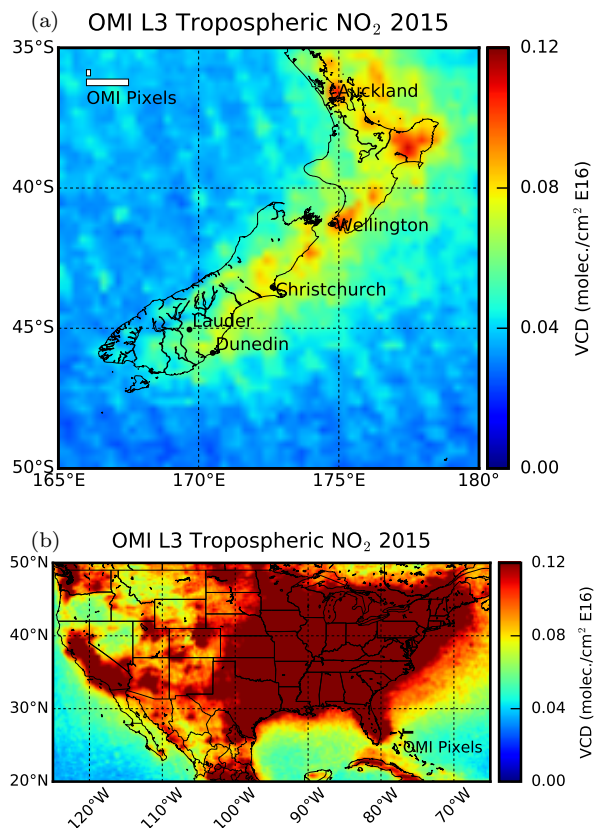 (a) OMI L3 Tropospheric NO₂ 2015
35°S
40°S
45°S
50°S
165°E 170°E 175°E 180°
OMI Pixels
Auckland
Wellington
Christchurch
Lauder
Dunedin
0.12
0.08
0.04
0.00
VCD (molec./cm² E16)
(b) OMI L3 Tropospheric NO₂ 2015
50°N
40°N
30°N
20°N
120°W 110°W 100°W 90°W 80°W 70°W
OMI Pixels
0.12
0.08
0.04
0.00
VCD (molec./cm² E16)